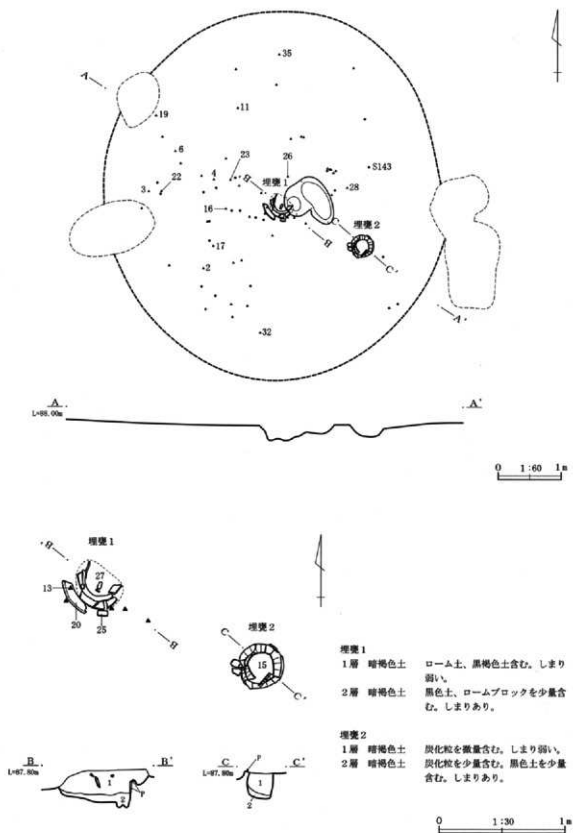 35
A
19
11
6
23
26
4
S143
埋甕1
3
22
B
28
16
埋甕2
C
17
B'
2
C'
A'
32
A
A'
L=88.00m
0 1:60 1m
埋甕1
B
27
13
20
25
B'
埋甕2
C
15
C'
埋甕1
1層 暗褐色土 ローム土、黒褐色土含む。しまり
弱い。
2層 暗褐色土 黒色土、ロームブロックを少量含
む。しまりあり。
埋甕2
1層 暗褐色土 炭化粒を微量含む。しまり弱い。
2層 暗褐色土 炭化粒を少量含む。黒色土を少量
含む。しまりあり。
B
B'
L=87.80m
1
2
P
C
C'
L=87.80m
P
1
2
0 1:30 1m